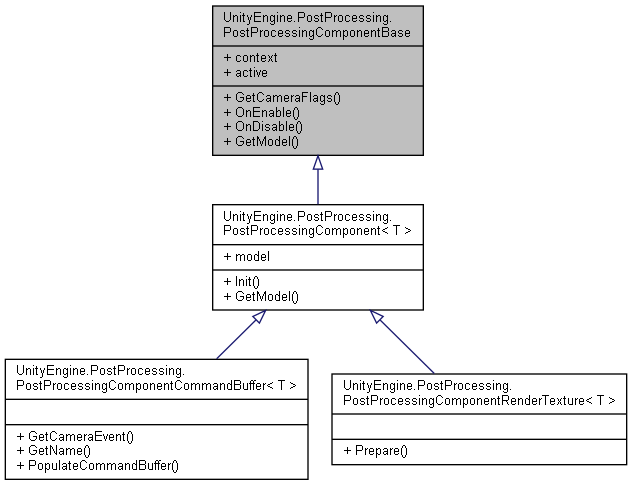 UnityEngine.PostProcessing.
PostProcessingComponentBase
+ context
+ active
+ GetCameraFlags()
+ OnEnable()
+ OnDisable()
+ GetModel()
UnityEngine.PostProcessing.
PostProcessingComponent< T >
+ model
+ Init()
+ GetModel()
UnityEngine.PostProcessing.
PostProcessingComponentCommandBuffer< T >
+ GetCameraEvent()
+ GetName()
+ PopulateCommandBuffer()
UnityEngine.PostProcessing.
PostProcessingComponentRenderTexture< T >
+ Prepare()